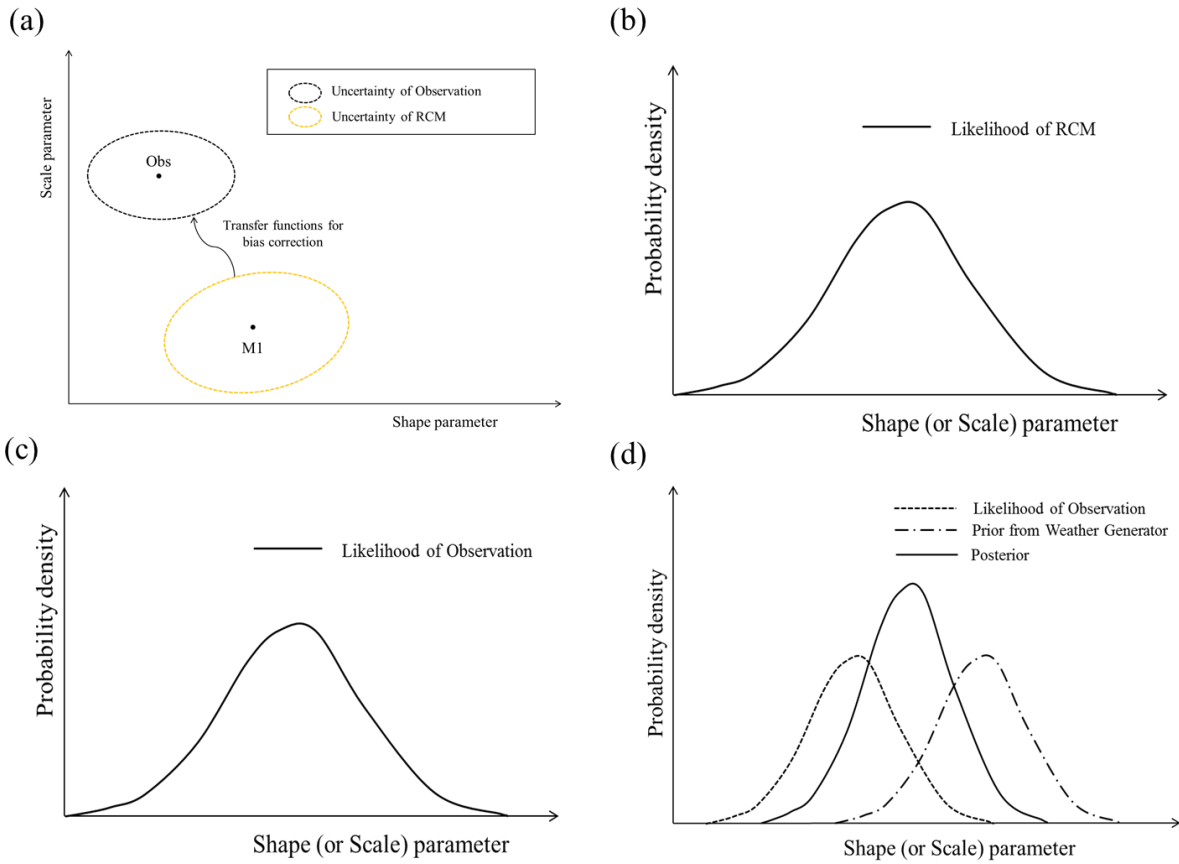 (a)
Scale parameter
Uncertainty of Observation
Uncertainty of RCM
Obs
Transfer functions for
bias correction
M1
Shape parameter
(b)
Probability density
Likelihood of RCM
Shape (or Scale) parameter
(c)
Probability density
Likelihood of Observation
Shape (or Scale) parameter
(d)
Probability density
Likelihood of Observation
Prior from Weather Generator
Posterior
Shape (or Scale) parameter